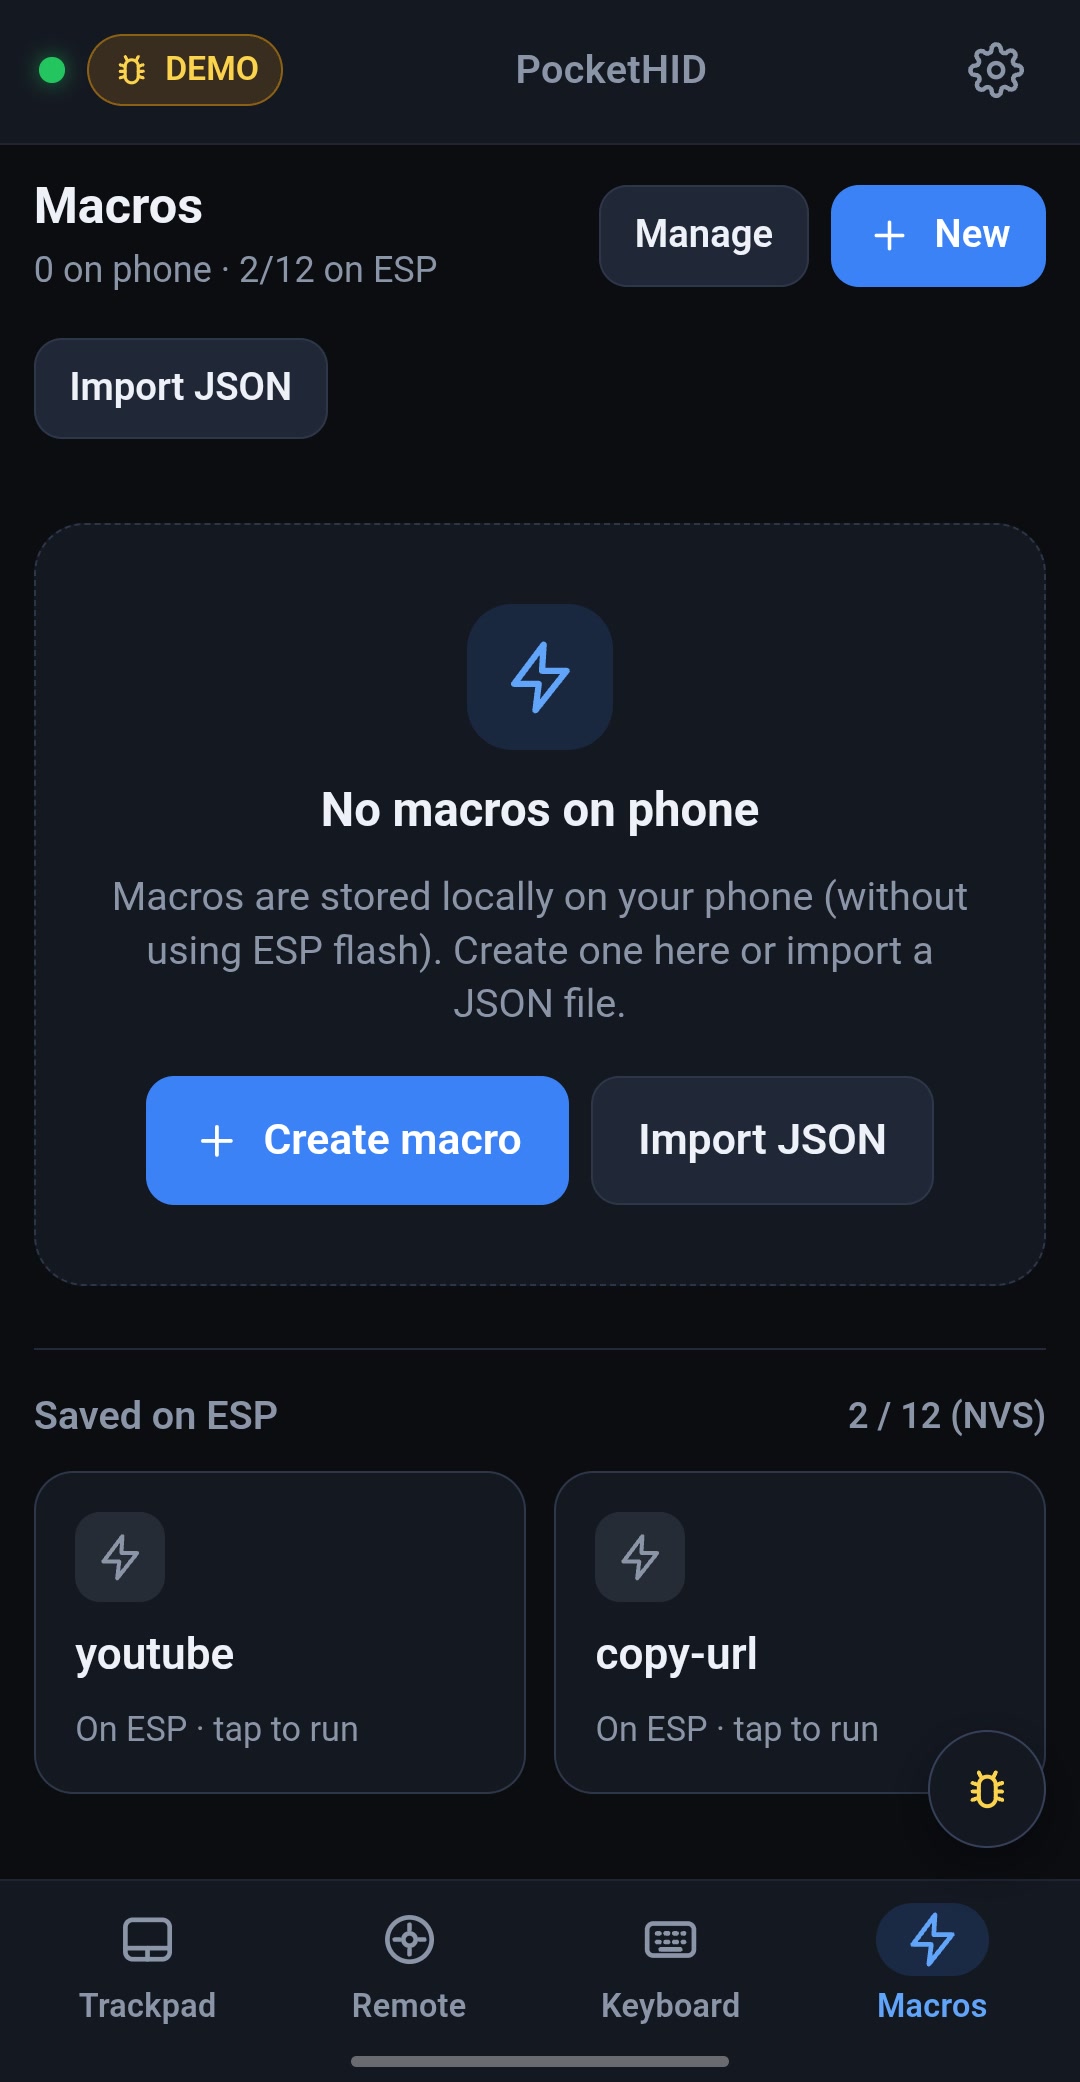 DEMO
PocketHID
Macros
0 on phone · 2/12 on ESP
Manage
New
Import JSON
No macros on phone
Macros are stored locally on your phone (without
using ESP flash). Create one here or import a
JSON file.
Create macro
Import JSON
Saved on ESP
2 / 12 (NVS)
youtube
On ESP · tap to run
copy-url
On ESP · tap to run
Trackpad
Remote
Keyboard
Macros